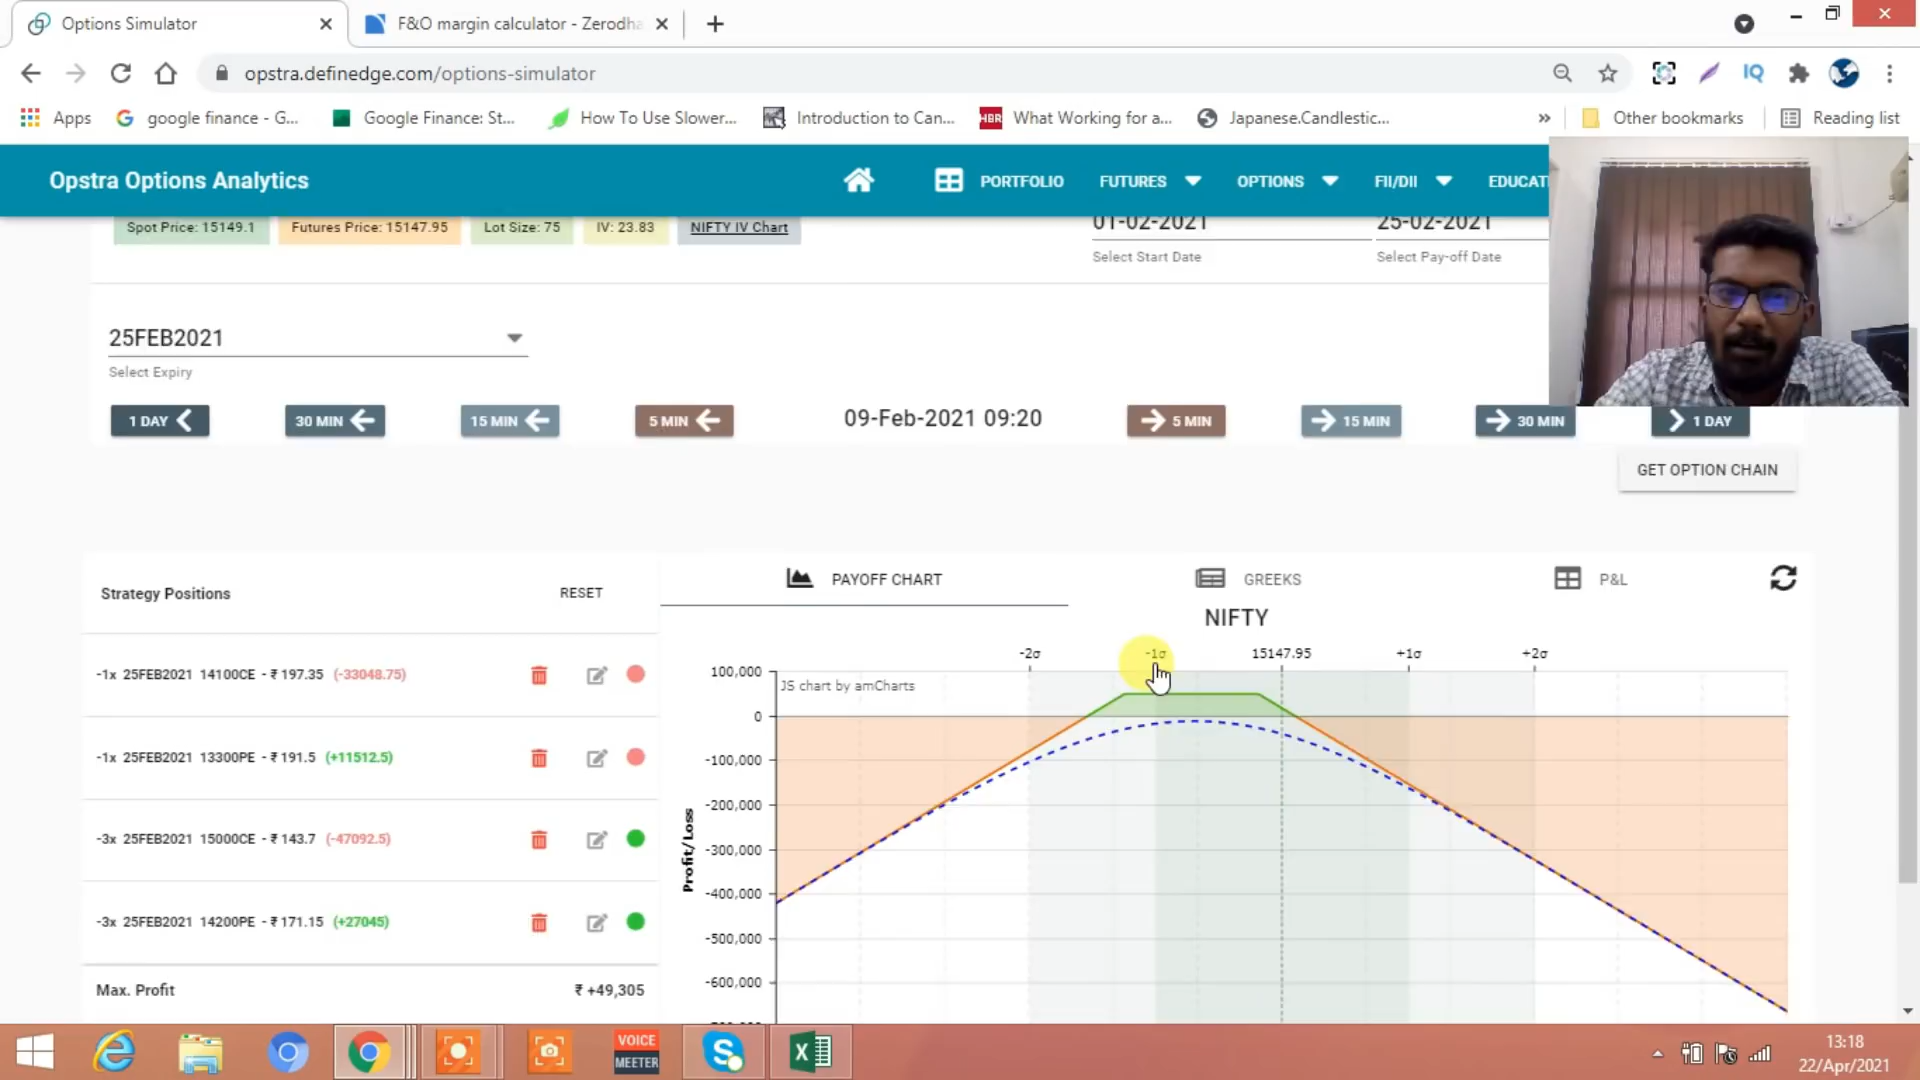 Options Simulator
F&O margin calculator - Zerodha
opstra.definedge.com/options-simulator
IQ
Apps
google finance - G...
Google Finance: St...
How To Use Slower...
Introduction to Can...
HBR
What Working for a...
Japanese.Candlestic...
»
Other bookmarks
Reading list
Opstra Options Analytics
PORTFOLIO
FUTURES
OPTIONS
FII/DII
EDUCAT
Spot Price: 15149.1
Futures Price: 15147.95
Lot Size: 75
IV: 23.83
NIFTY IV Chart
01-02-2021
25-02-2021
Select Start Date
Select Pay-off Date
25FEB2021
Select Expiry
1 DAY
30 MIN
15 MIN
5 MIN
09-Feb-2021 09:20
5 MIN
15 MIN
30 MIN
1 DAY
GET OPTION CHAIN
Strategy Positions
RESET
PAYOFF CHART
GREEKS
P&L
NIFTY
-2σ
-1σ
15147.95
+1σ
+2σ
JS chart by amCharts
100,000
0
-100,000
-200,000
-300,000
-400,000
-500,000
-600,000
Profit/Loss
-1x 25FEB2021 14100CE - ₹ 197.35 (-33048.75)
-1x 25FEB2021 13300PE - ₹ 191.5 (+11512.5)
-3x 25FEB2021 15000CE - ₹ 143.7 (-47092.5)
-3x 25FEB2021 14200PE - ₹ 171.15 (+27045)
Max. Profit
₹ +49,305
VOICE
MEETER
13:18
22/Apr/2021